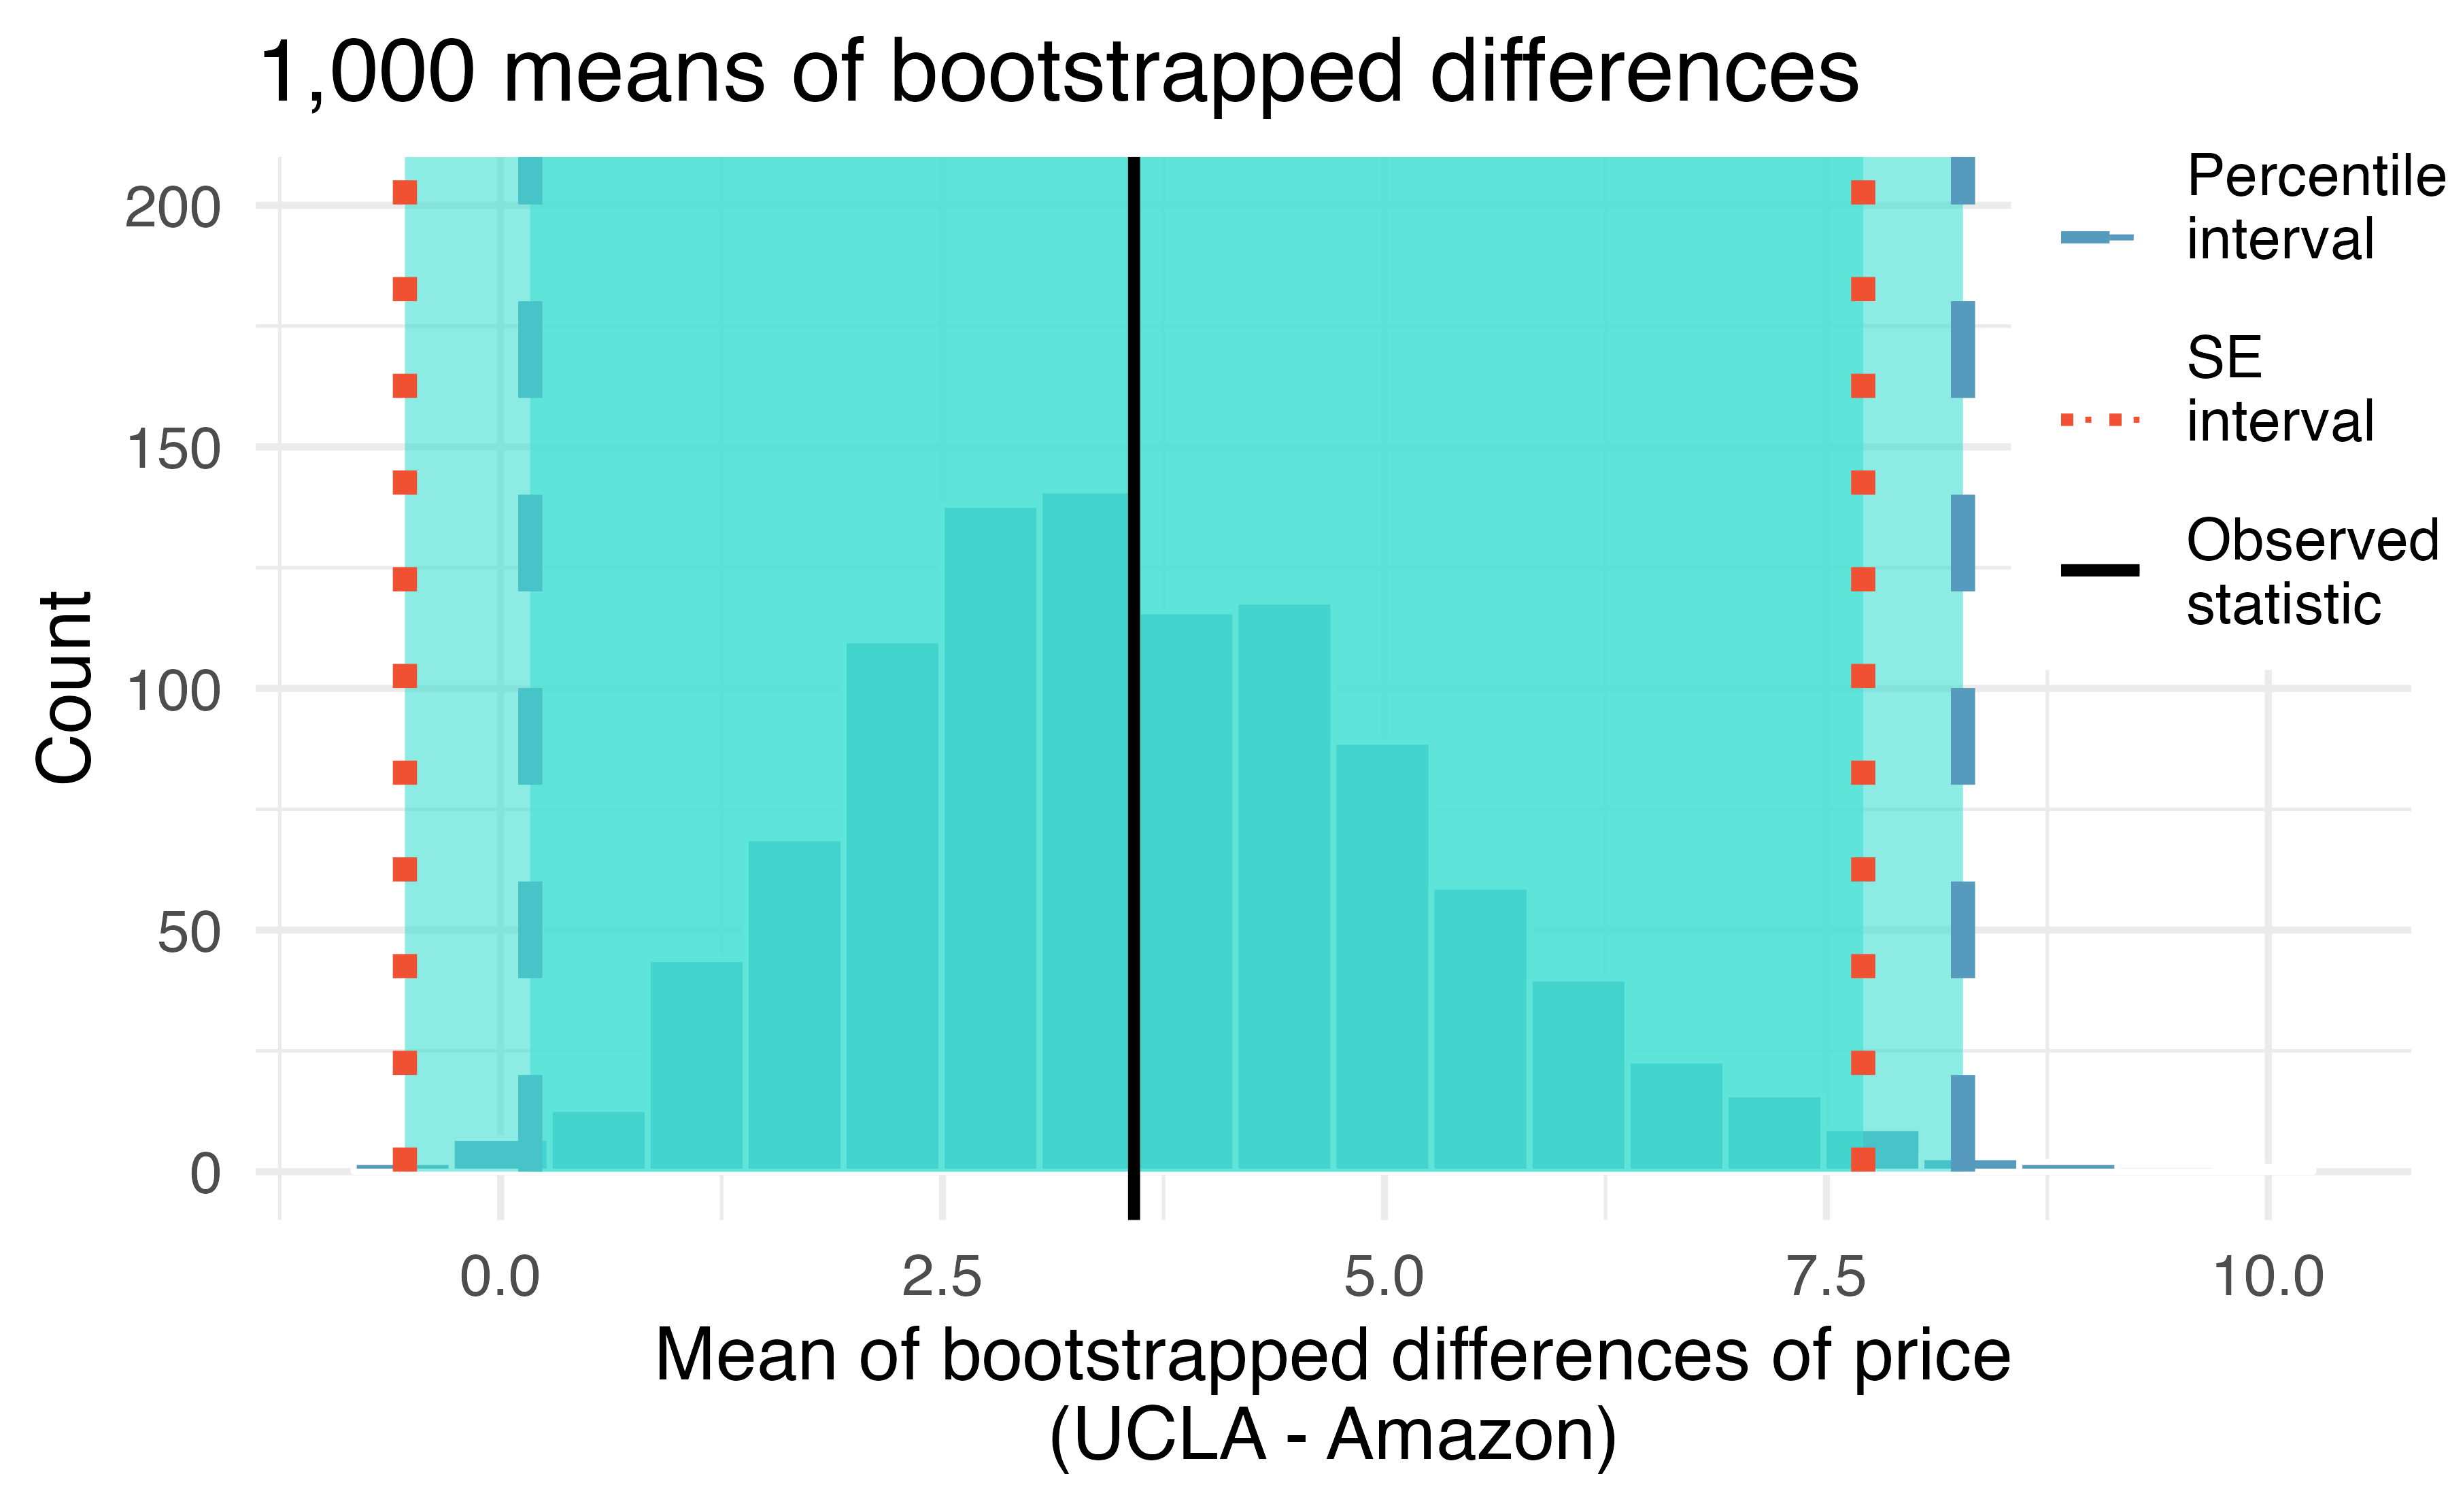 1,000 means of bootstrapped differences
Percentile
interval
SE
interval
Observed
statistic
Count
200
150
100
50
0
0.0 2.5 5.0 7.5 10.0
Mean of bootstrapped differences of price
(UCLA - Amazon)